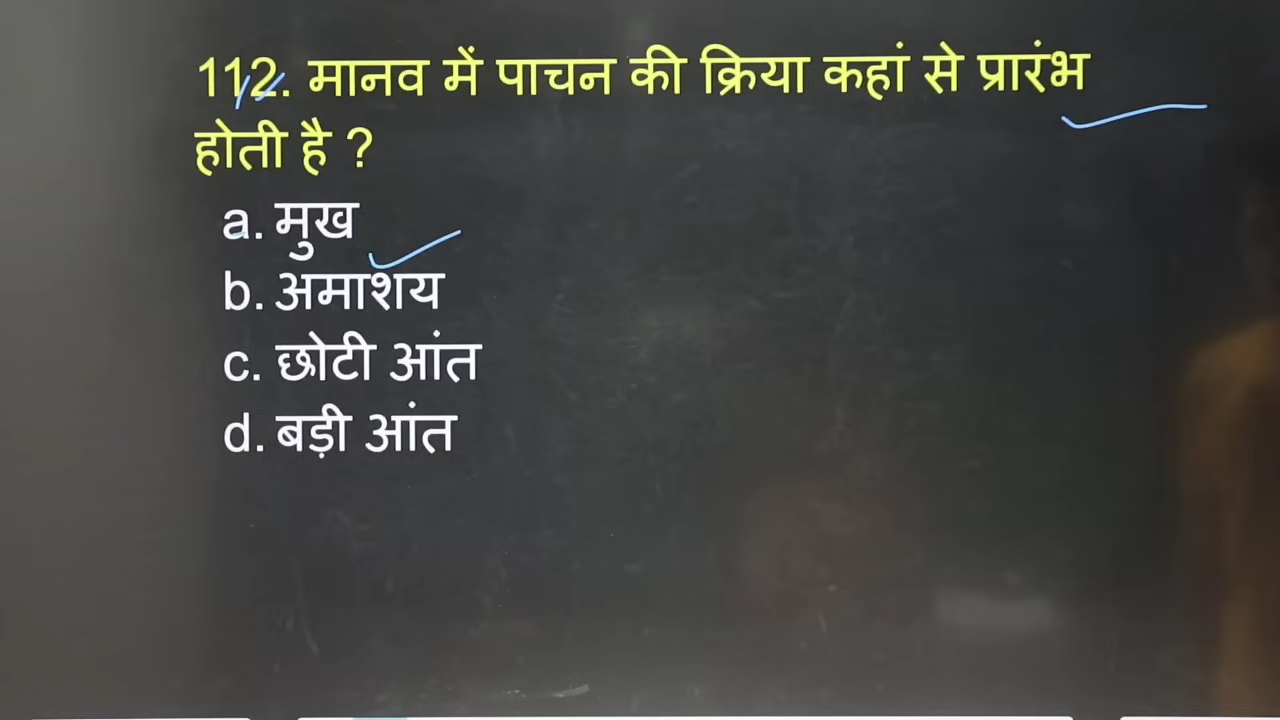 112. मानव में पाचन की क्रिया कहां से प्रारंभ
होती है ?
a. मुख
b. अमाशय
c. छोटी आंत
d. बड़ी आंत